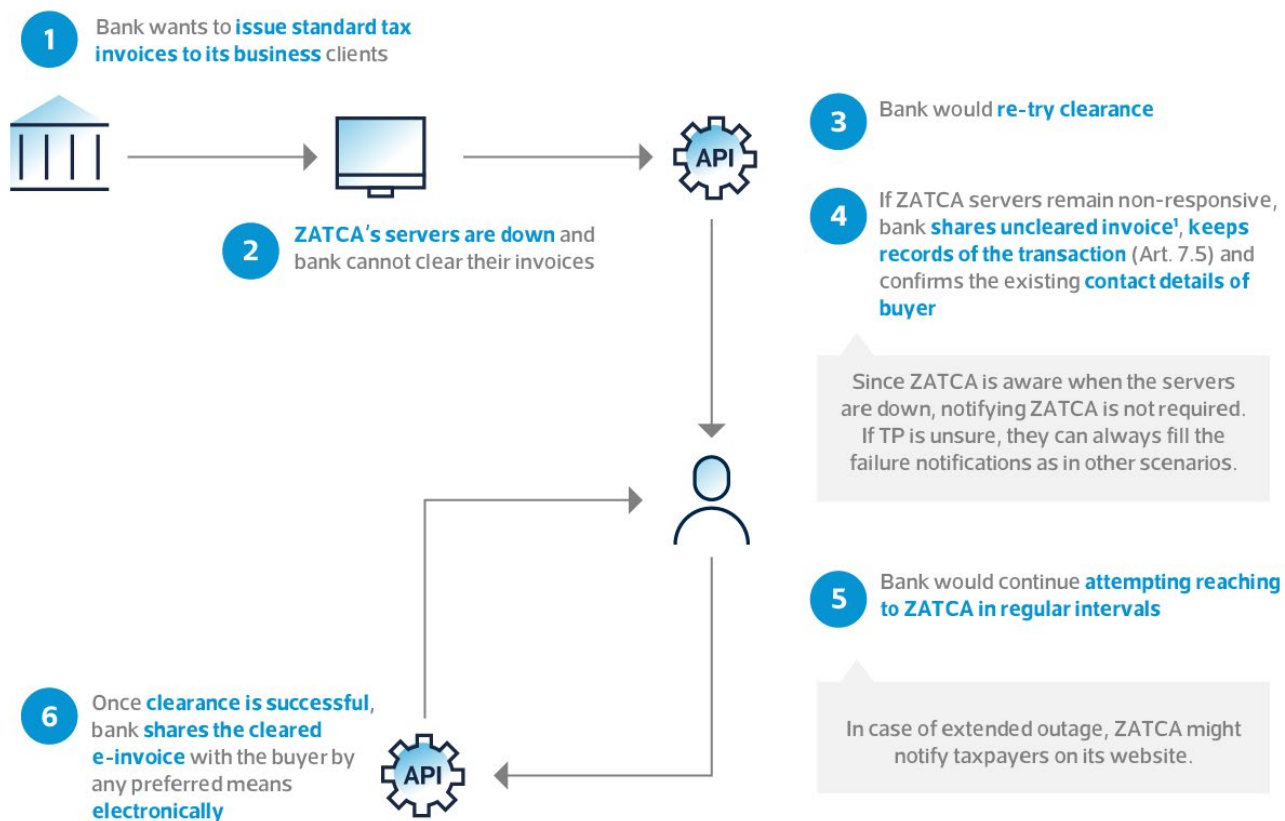 1
Bank wants to issue standard tax
invoices to its business clients
2
ZATCA's servers are down and
bank cannot clear their invoices
API
3
Bank would re-try clearance
4
If ZATCA servers remain non-responsive,
bank shares uncleared invoice¹, keeps
records of the transaction (Art. 7.5) and
confirms the existing contact details of
buyer
Since ZATCA is aware when the servers
are down, notifying ZATCA is not required.
If TP is unsure, they can always fill the
failure notifications as in other scenarios.
5
Bank would continue attempting reaching
to ZATCA in regular intervals
In case of extended outage, ZATCA might
notify taxpayers on its website.
6
Once clearance is successful,
bank shares the cleared
e-invoice with the buyer by
any preferred means
electronically
API